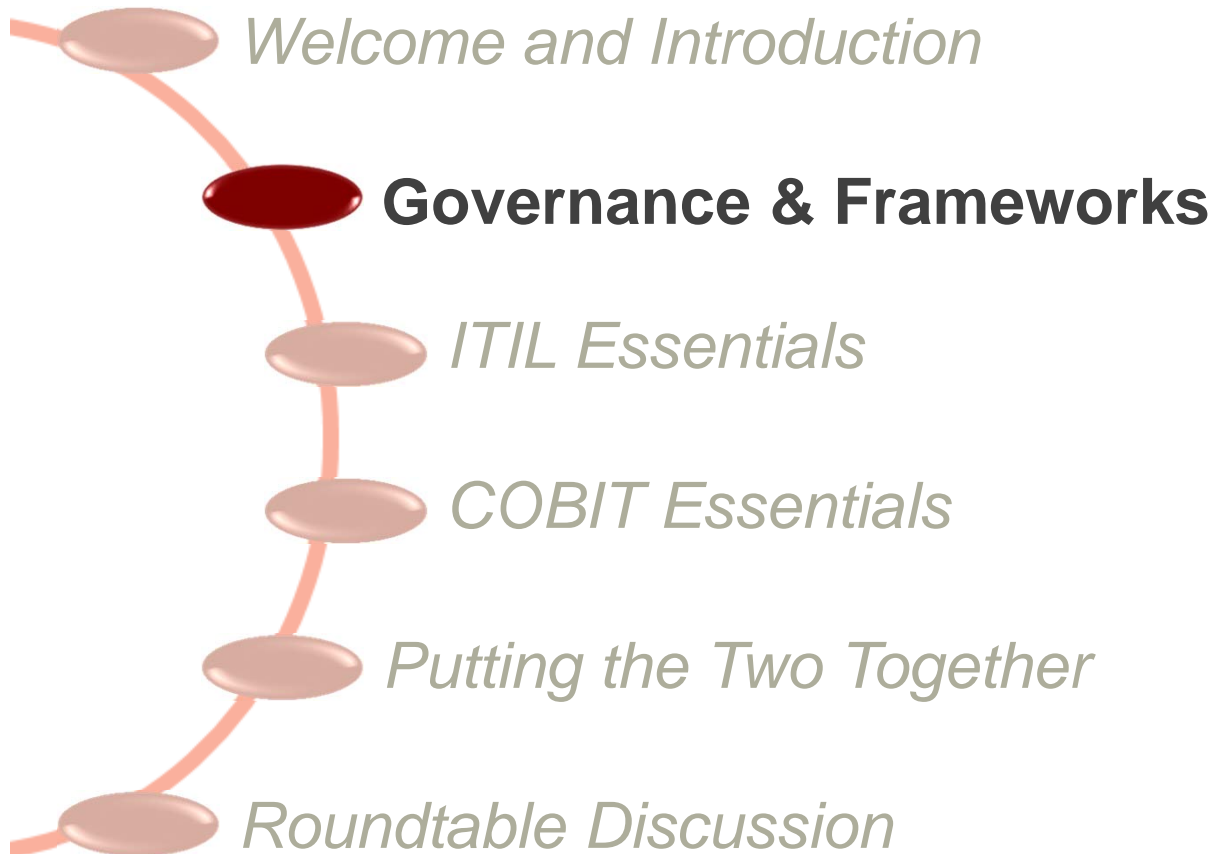 Welcome and Introduction
Governance & Frameworks
ITIL Essentials
COBIT Essentials
Putting the Two Together
Roundtable Discussion